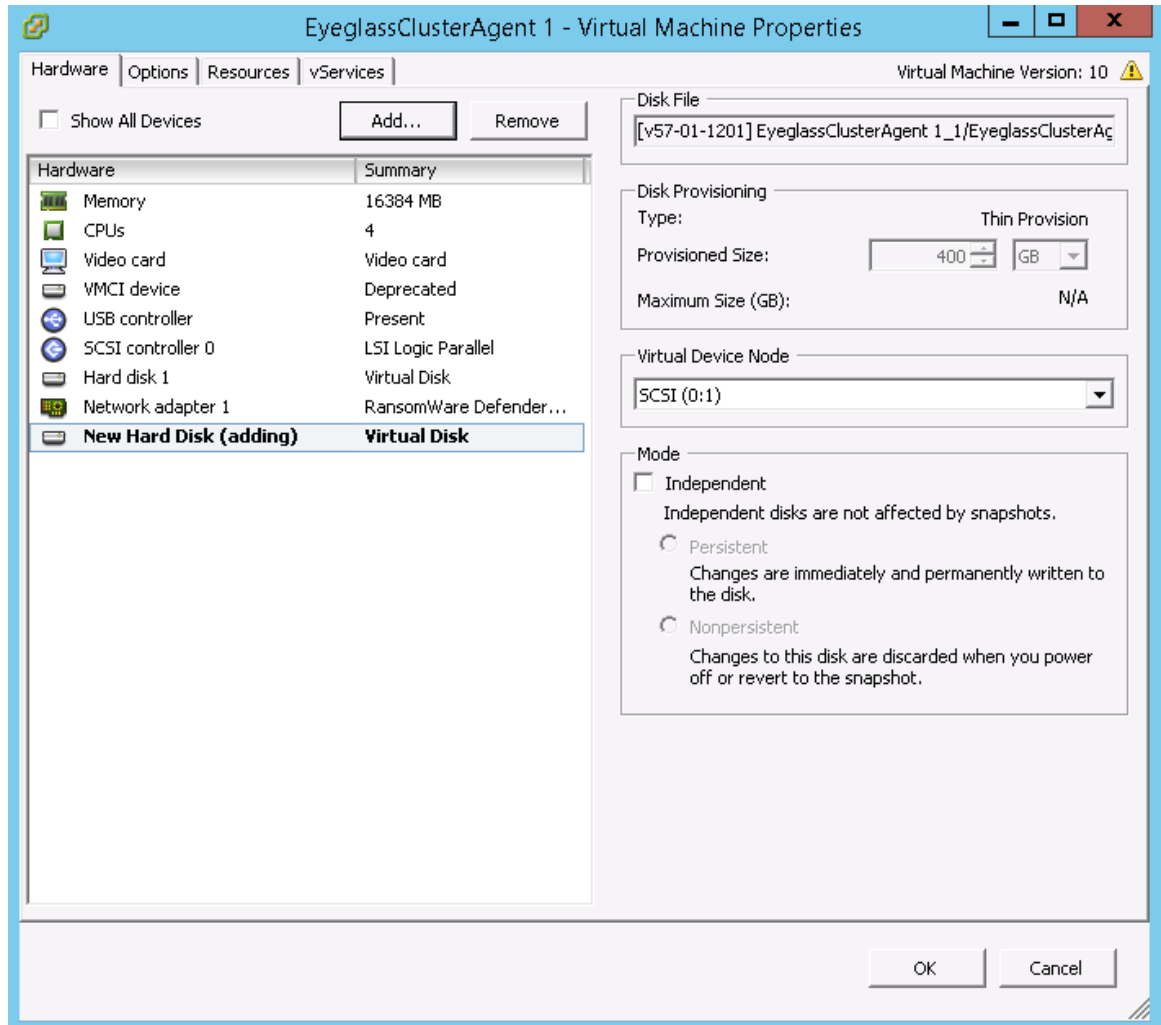 EyeglassClusterAgent 1 - Virtual Machine Properties
Hardware Options Resources vServices Virtual Machine Version: 10
Show All Devices Add... Remove
Hardware Summary
Memory 16384 MB
CPUs 4
Video card Video card
VMCI device Deprecated
USB controller Present
SCSI controller 0 LSI Logic Parallel
Hard disk 1 Virtual Disk
Network adapter 1 RansomWare Defender...
New Hard Disk (adding) Virtual Disk
Disk File
[v57-01-1201] EyeglassClusterAgent 1_1/EyeglassClusterAg
Disk Provisioning
Type: Thin Provision
Provisioned Size: 400 GB
Maximum Size (GB): N/A
Virtual Device Node
SCSI (0:1)
Mode
Independent
Independent disks are not affected by snapshots.
Persistent
Changes are immediately and permanently written to
the disk.
Nonpersistent
Changes to this disk are discarded when you power
off or revert to the snapshot.
OK Cancel